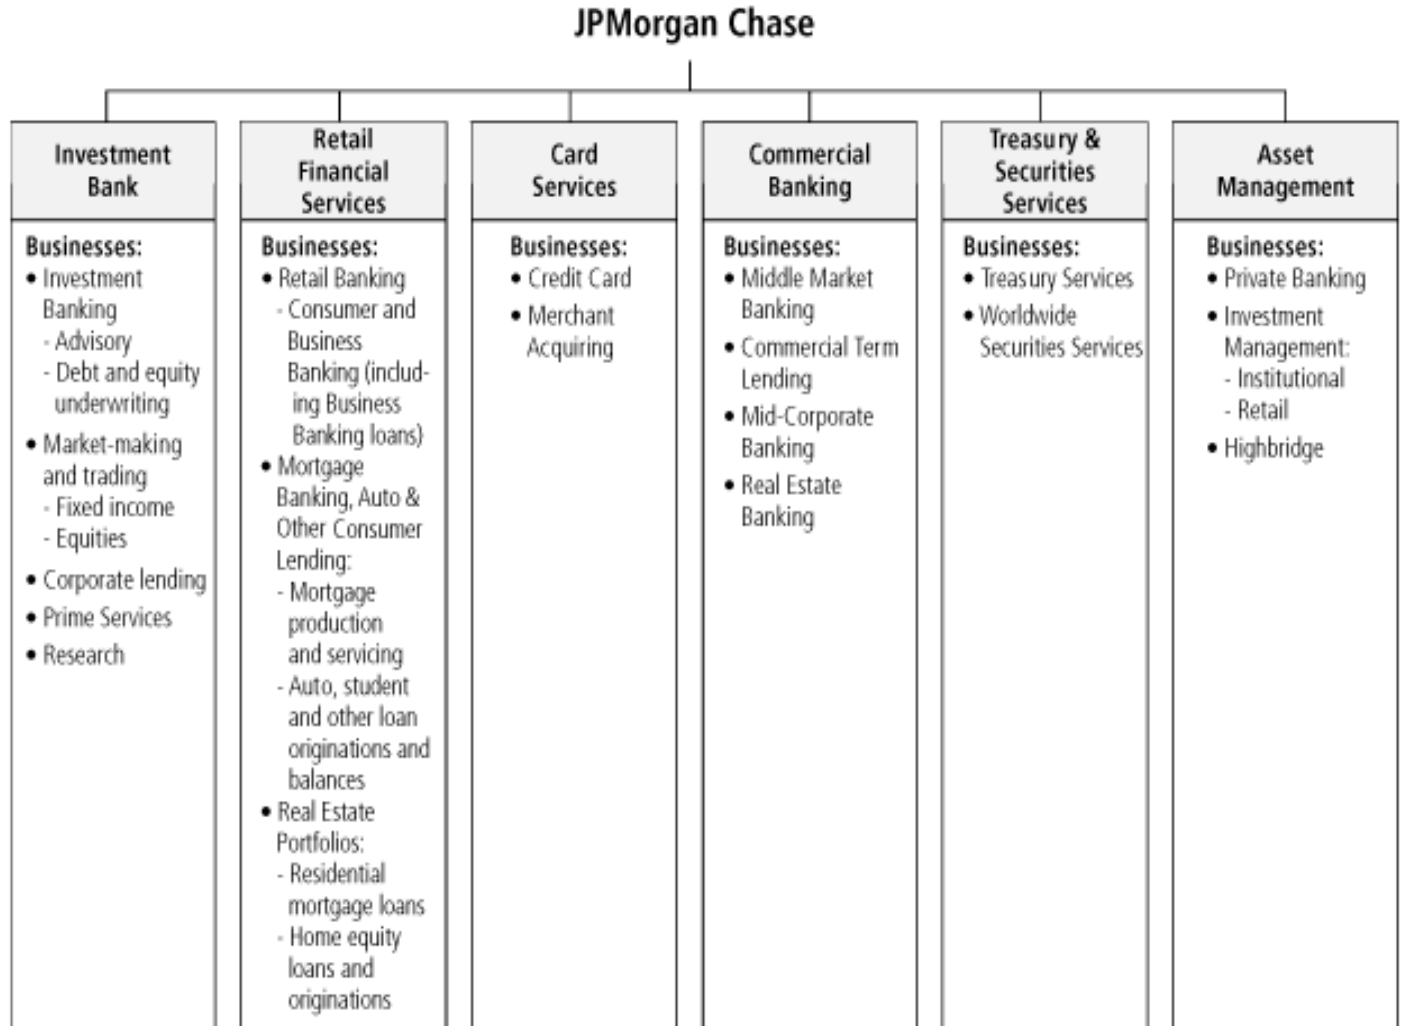 JPMorgan Chase
Investment
Bank
Businesses:
• Investment
Banking
- Advisory
- Debt and equity
underwriting
• Market-making
and trading
- Fixed income
- Equities
• Corporate lending
• Prime Services
• Research
Retail
Financial
Services
Businesses:
• Retail Banking
- Consumer and
Business
Banking (includ-
ing Business
Banking loans)
• Mortgage
Banking, Auto &
Other Consumer
Lending:
- Mortgage
production
and servicing
- Auto, student
and other loan
originations and
balances
• Real Estate
Portfolios:
- Residential
mortgage loans
- Home equity
loans and
originations
Card
Services
Businesses:
• Credit Card
• Merchant
Acquiring
Commercial
Banking
Businesses:
• Middle Market
Banking
• Commercial Term
Lending
• Mid-Corporate
Banking
• Real Estate
Banking
Treasury &
Securities
Services
Businesses:
• Treasury Services
• Worldwide
Securities Services
Asset
Management
Businesses:
• Private Banking
• Investment
Management:
- Institutional
- Retail
• Highbridge